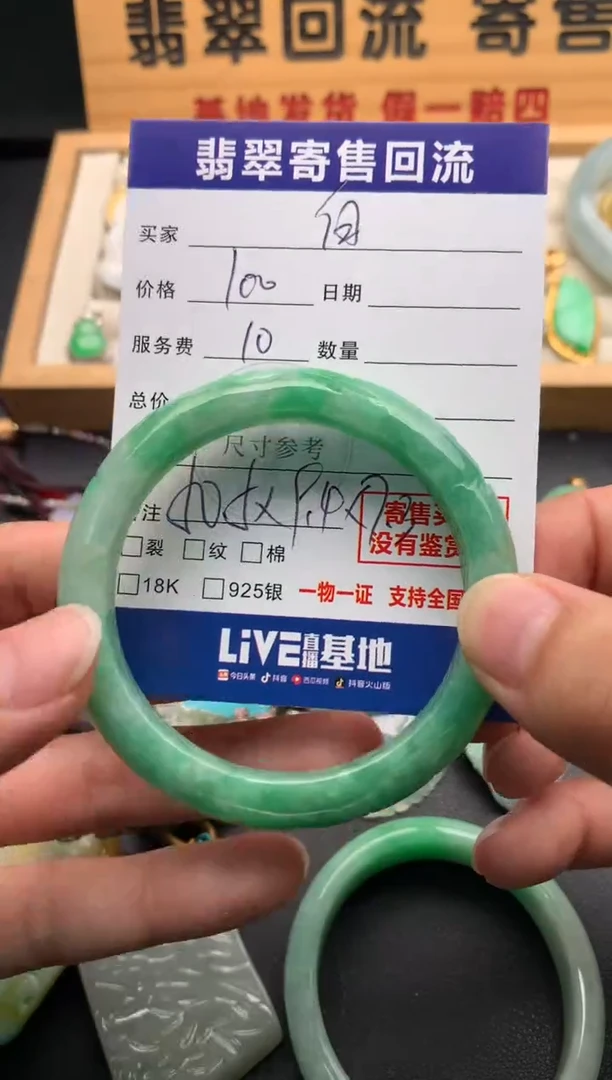 翡翠回流 寄售
基地发货 假一赔四
翡翠寄售回流
买家
价格 100 日期
服务费 10 数量
总价
尺寸参考
注
寄售
没有鉴赏
□裂 □纹 □棉
□18K □925银 一物一证 支持全国
LiVE直播基地
今日头条 抖音 西瓜视频 抖音火山版